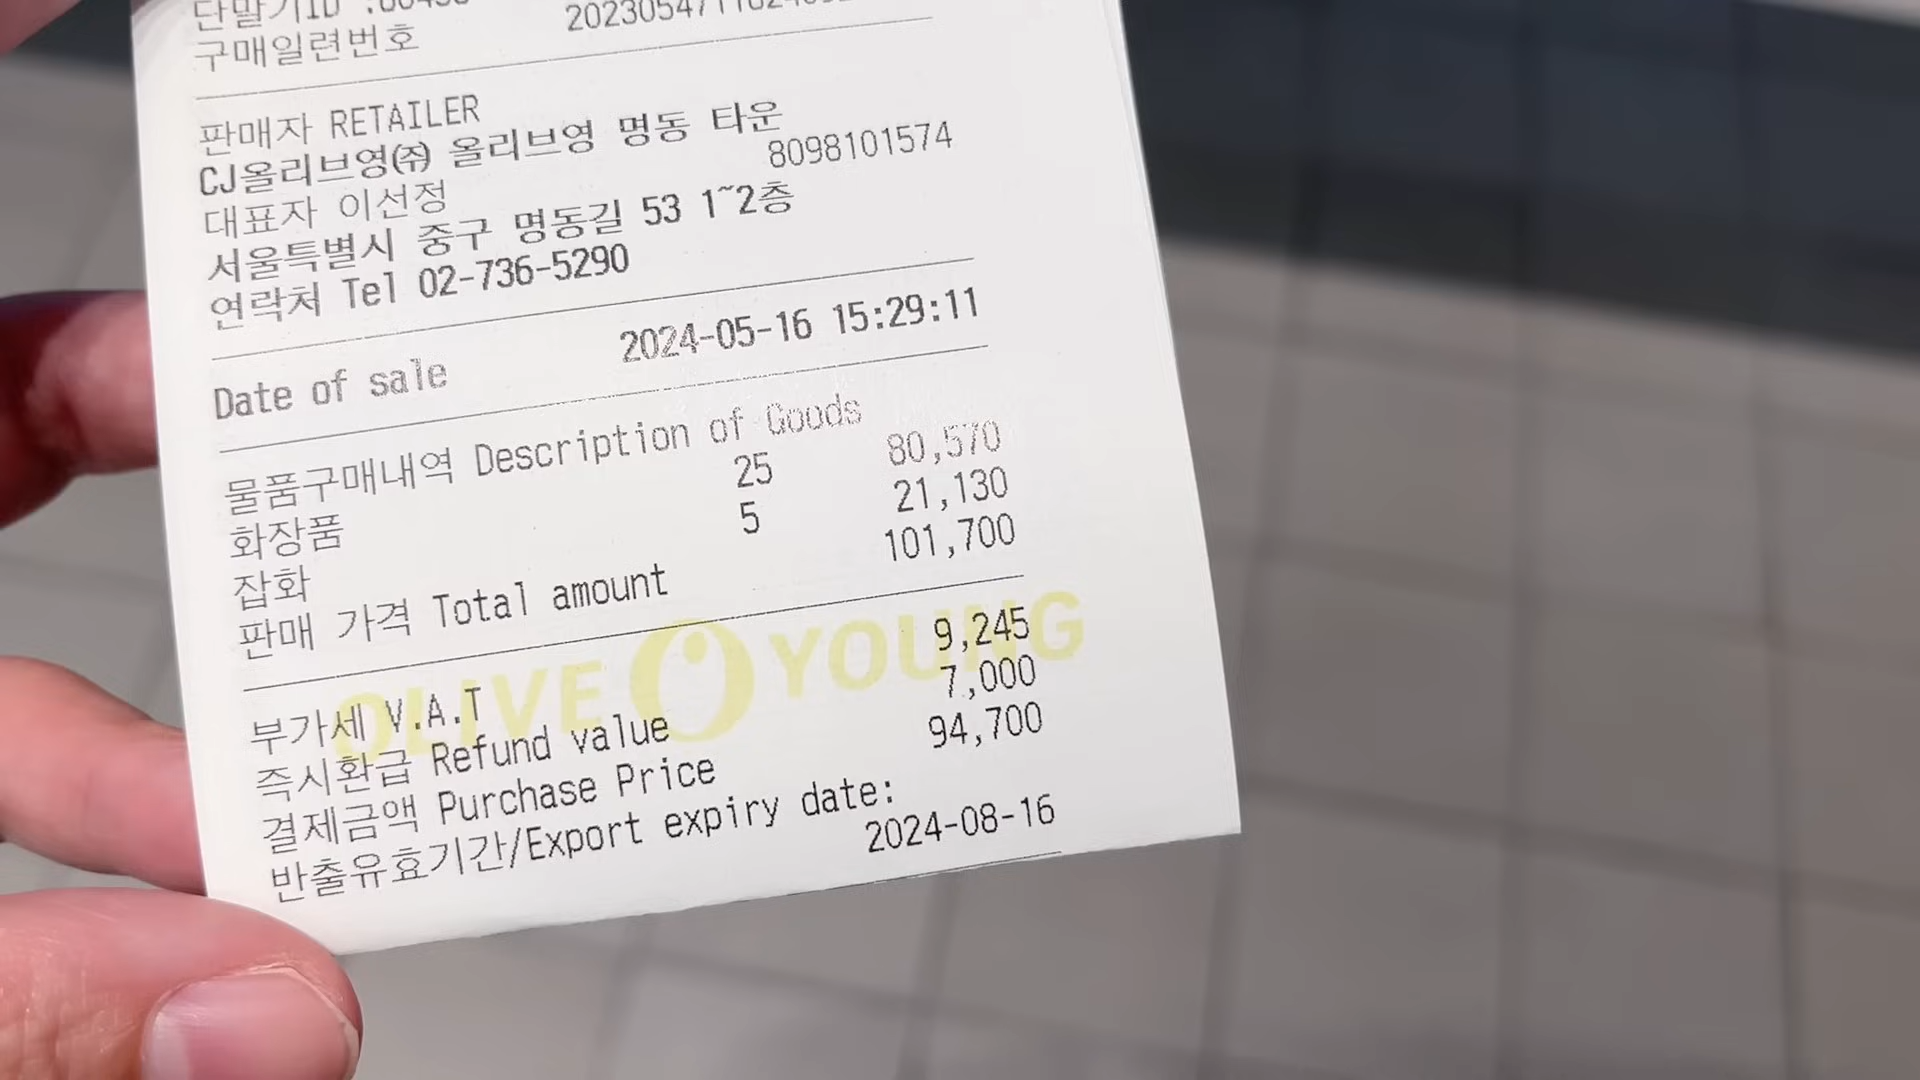 단말기ID
구매일련번호
판매자 RETAILER
CJ올리브영㈜ 올리브영 명동 타운
대표자 이선정 8098101574
서울특별시 중구 명동길 53 1~2층
연락처 Tel 02-736-5290
Date of sale 2024-05-16 15:29:11
물품구매내역 Description of Goods
화장품 25 80,570
잡화 5 21,130
판매 가격 Total amount 101,700
OLIVE YOUNG
부가세 V.A.T 9,245
즉시환급 Refund value 7,000
결제금액 Purchase Price 94,700
반출유효기간/Export expiry date:
2024-08-16